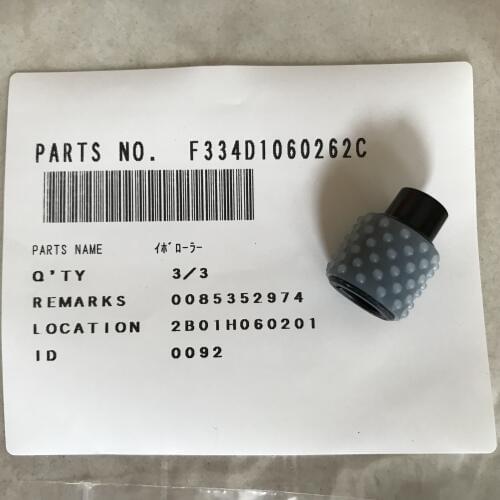 PARTS NO. F334D1060262C
PARTS NAME ｲﾎﾞﾛｰﾗｰ
Q'TY 3/3
REMARKS 0085352974
LOCATION 2B01H060201
ID 0092